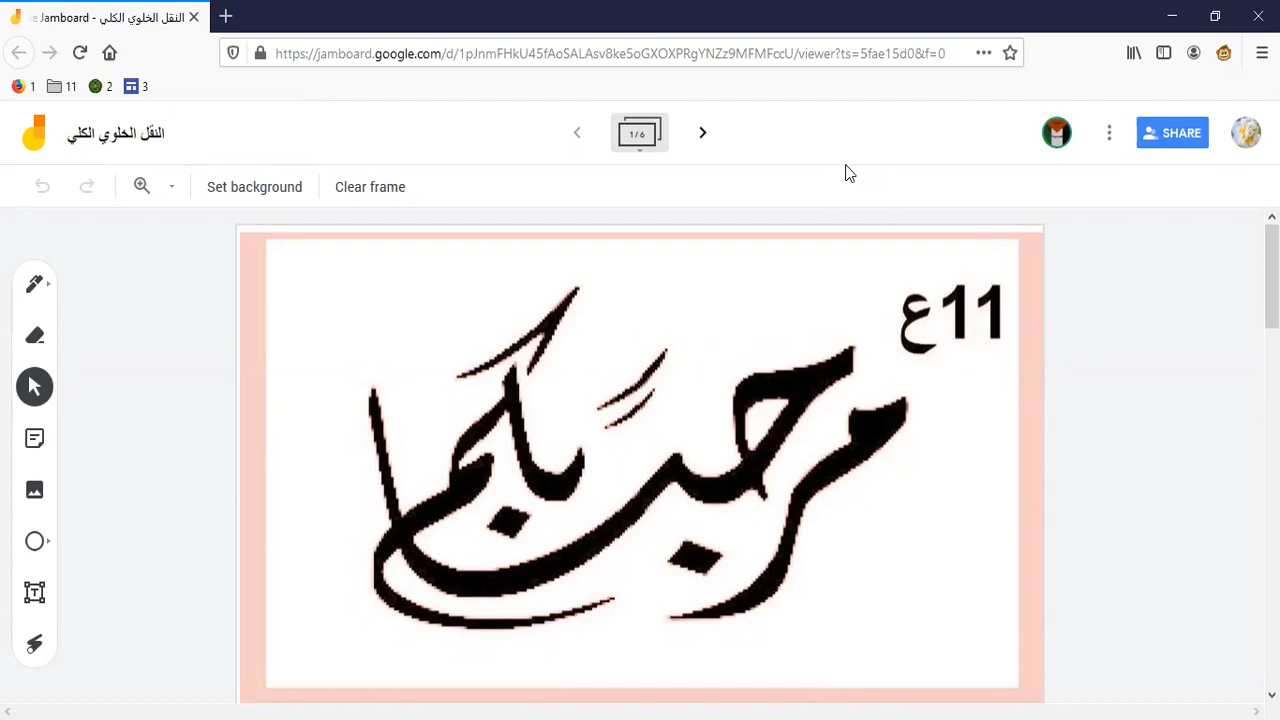 النقل الخلوي الكلي - Jamboard
https://jamboard.google.com/d/1pJnmFHkU45fAoSALAsv8ke5oGXOXPRgYNZz9MFMFccU/viewer?ts=5fae15d0&f=0
1
11
2
3
النقل الخلوي الكلي
1/6
SHARE
Set background
Clear frame
11ع
مرحبًا بكم